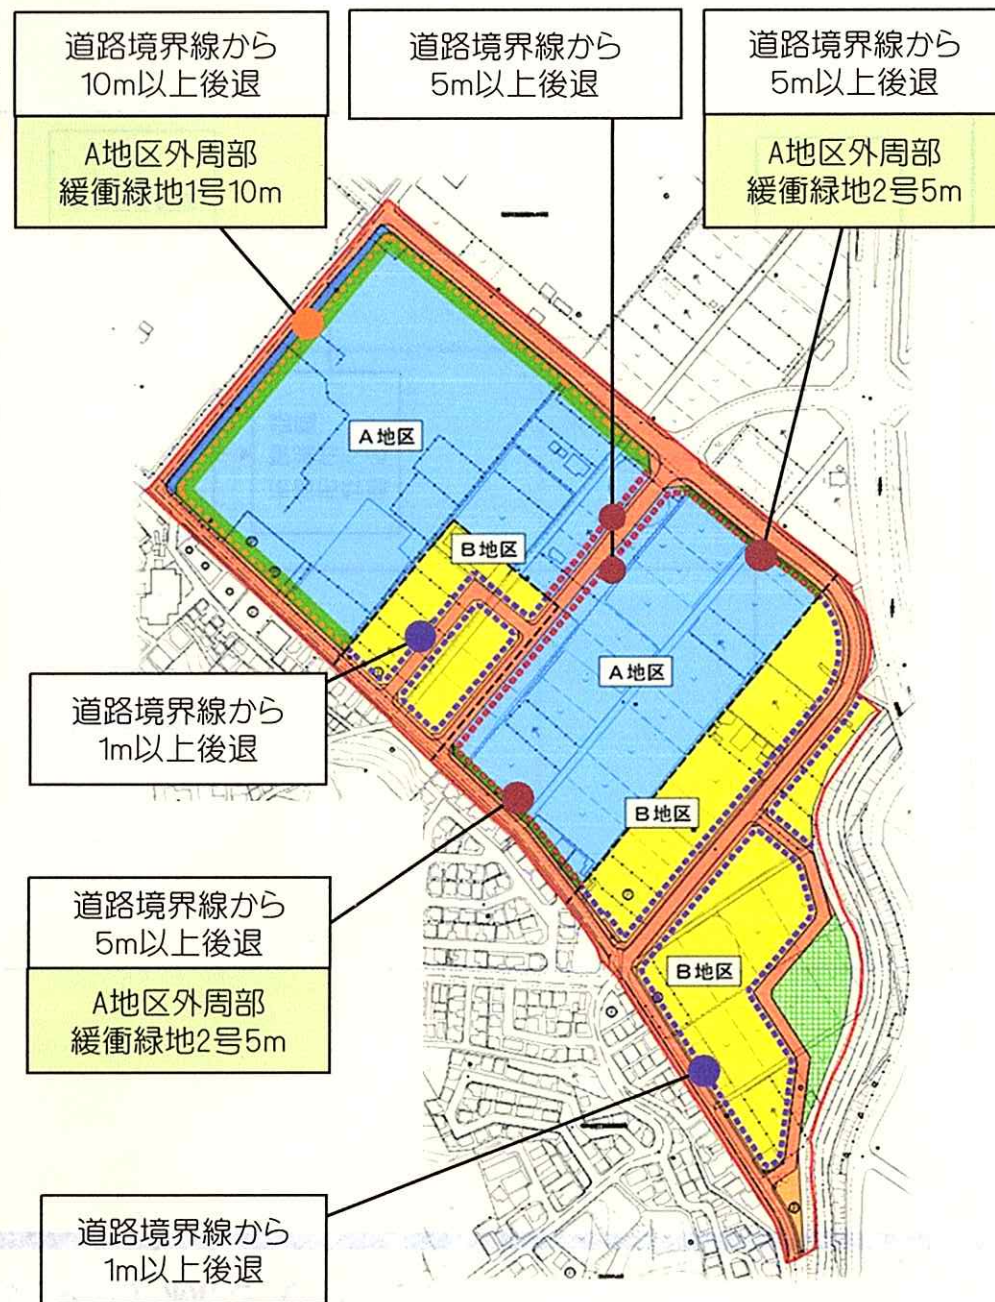 道路境界線から
10m以上後退
A地区外周部
緩衝緑地1号10m
道路境界線から
5m以上後退
道路境界線から
5m以上後退
A地区外周部
緩衝緑地2号5m
A地区
B地区
A地区
B地区
B地区
道路境界線から
1m以上後退
道路境界線から
5m以上後退
A地区外周部
緩衝緑地2号5m
道路境界線から
1m以上後退